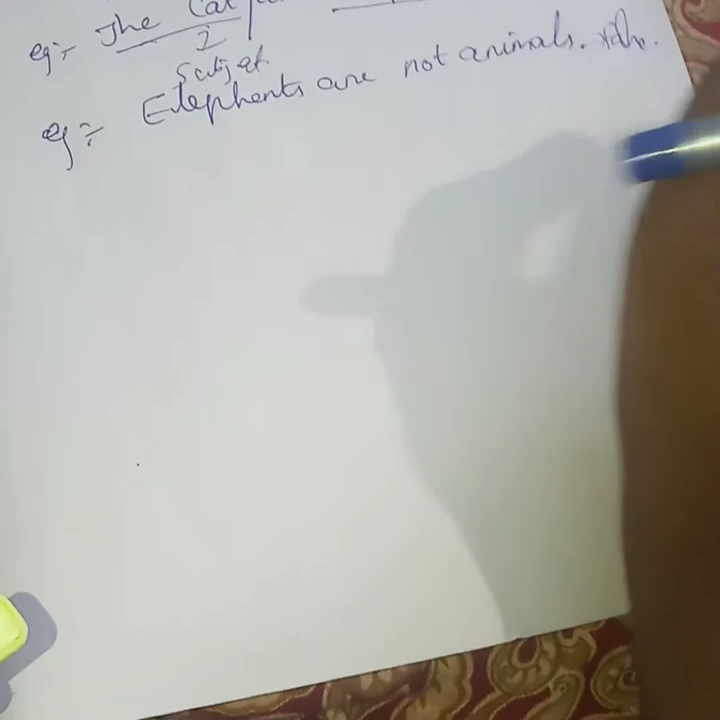 eg:- The Cat
Subject.
eg:- Elephants are not animals.